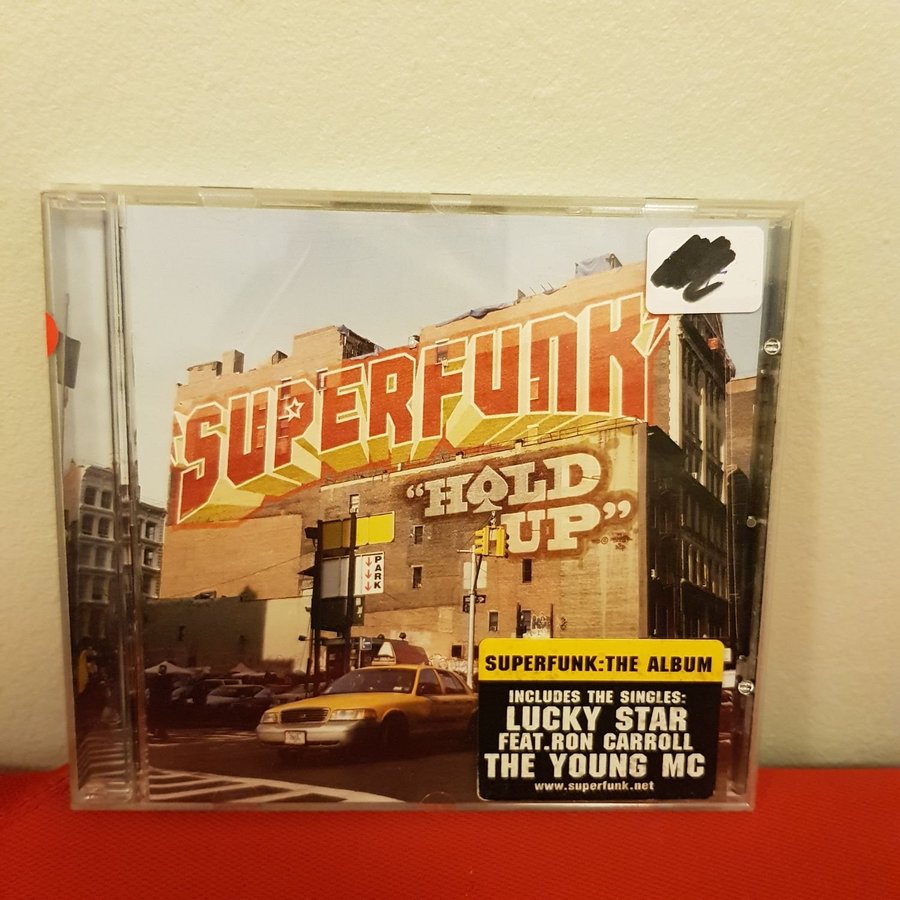 SUPERFUNK
"HOLD
UP"
PARK
SUPERFUNK:THE ALBUM
INCLUDES THE SINGLES:
LUCKY STAR
FEAT.RON CARROLL
THE YOUNG MC
www.superfunk.net